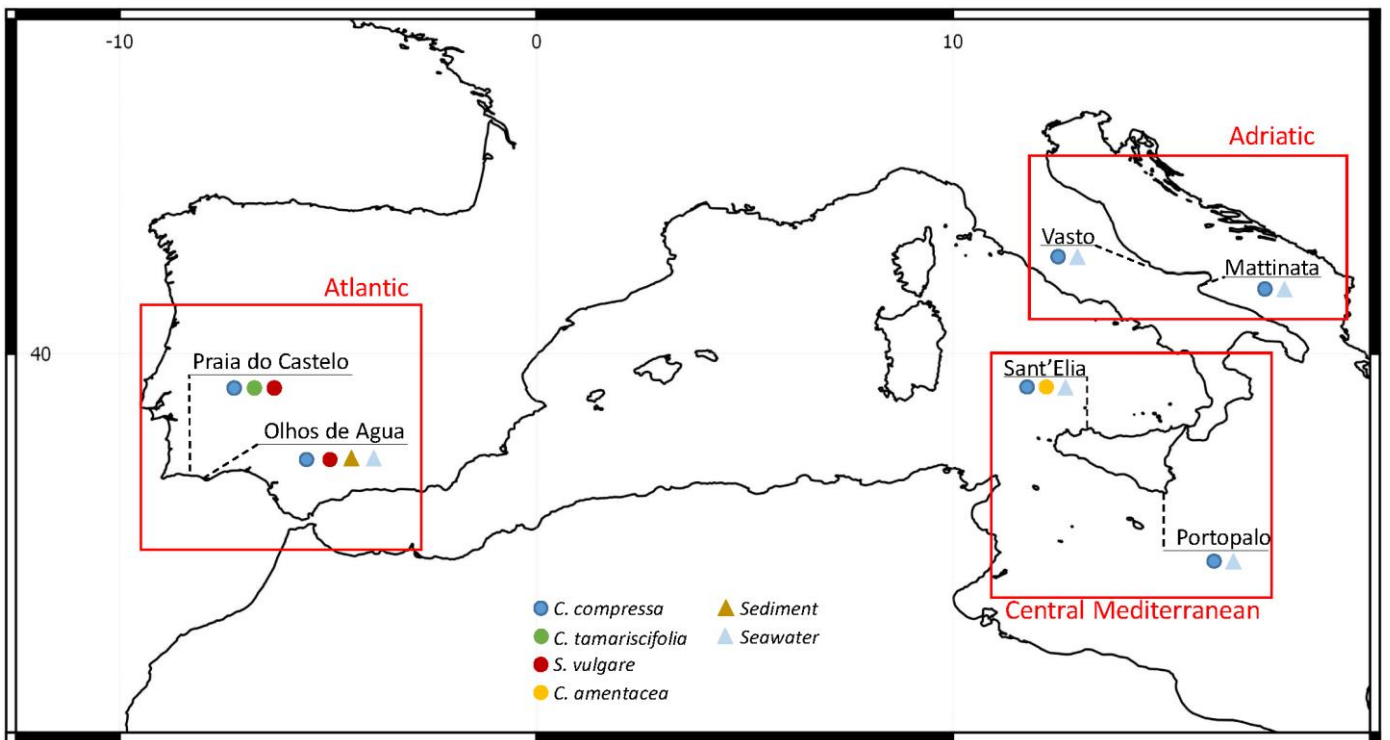 -10 0 10
Adriatic
Vasto
Mattinata
Atlantic
40
Praia do Castelo
Sant'Elia
Olhos de Agua
Portopalo
C. compressa Sediment
Central Mediterranean
C. tamariscifolia Seawater
S. vulgare
C. amentacea